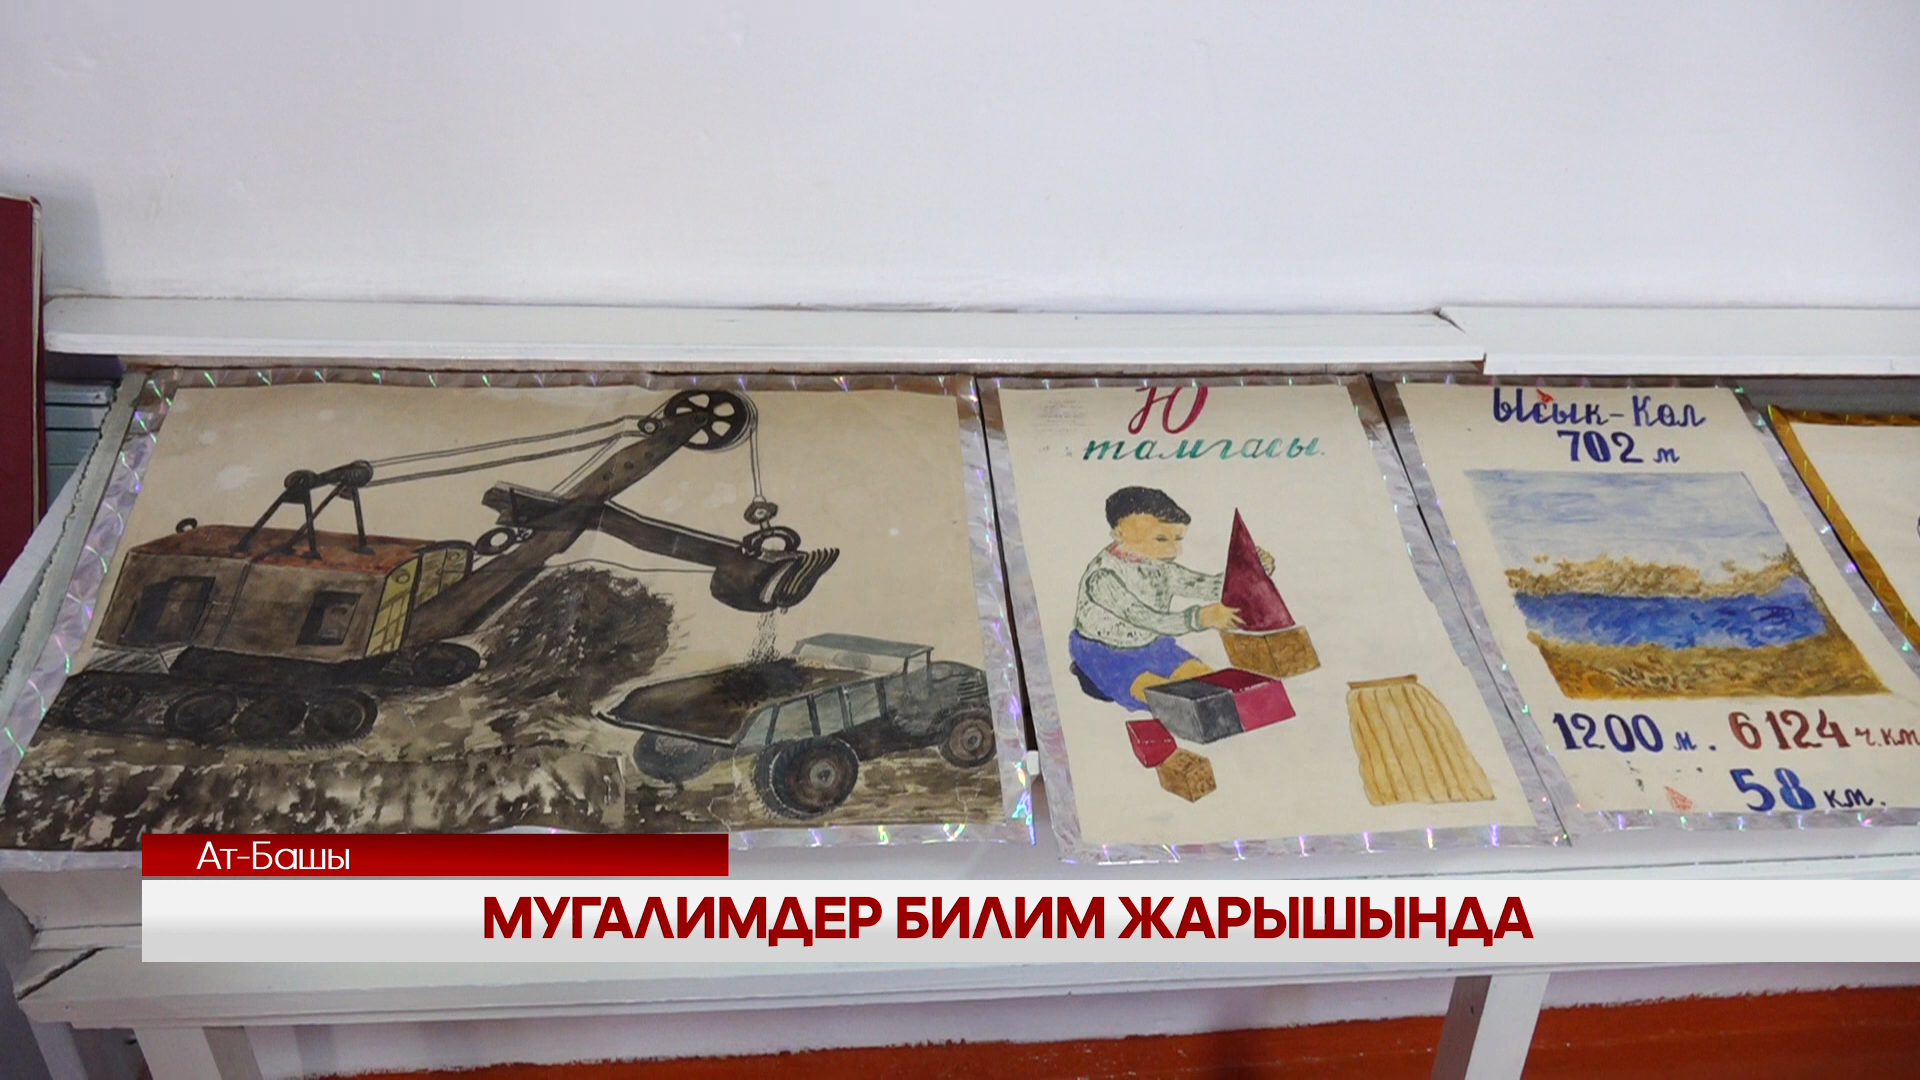 Ю
тамгасы.
Ысык-Көл
702 м
1200 м. 6124 ч.км
58 км.
Ат-Башы
МУГАЛИМДЕР БИЛИМ ЖАРЫШЫНДА